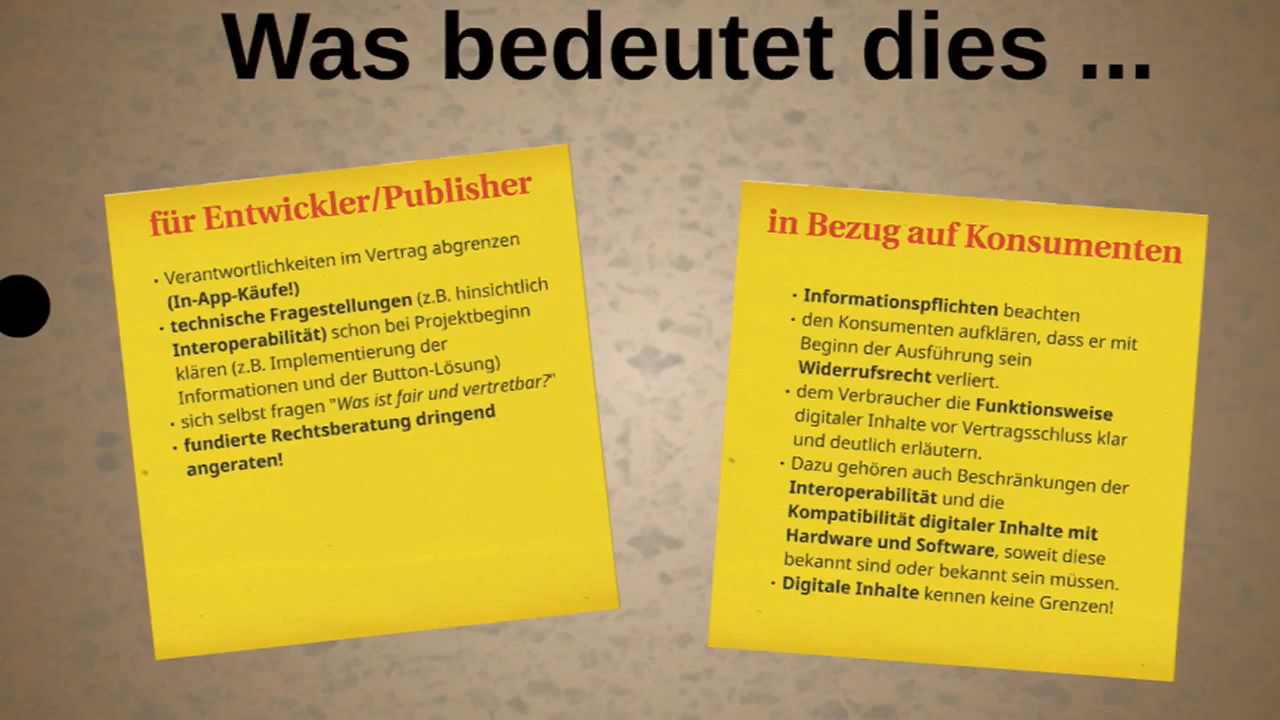 Was bedeutet dies ...
für Entwickler/Publisher
· Verantwortlichkeiten im Vertrag abgrenzen
(In-App-Käufe!)
· technische Fragestellungen (z.B. hinsichtlich
Interoperabilität) schon bei Projektbeginn
klären (z.B. Implementierung der
Informationen und der Button-Lösung)
· sich selbst fragen "Was ist fair und vertretbar?"
· fundierte Rechtsberatung dringend
angeraten!
in Bezug auf Konsumenten
· Informationspflichten beachten
· den Konsumenten aufklären, dass er mit
Beginn der Ausführung sein
Widerrufsrecht verliert.
· dem Verbraucher die Funktionsweise
digitaler Inhalte vor Vertragsschluss klar
und deutlich erläutern.
· Dazu gehören auch Beschränkungen der
Interoperabilität und die
Kompatibilität digitaler Inhalte mit
Hardware und Software, soweit diese
bekannt sind oder bekannt sein müssen.
· Digitale Inhalte kennen keine Grenzen!